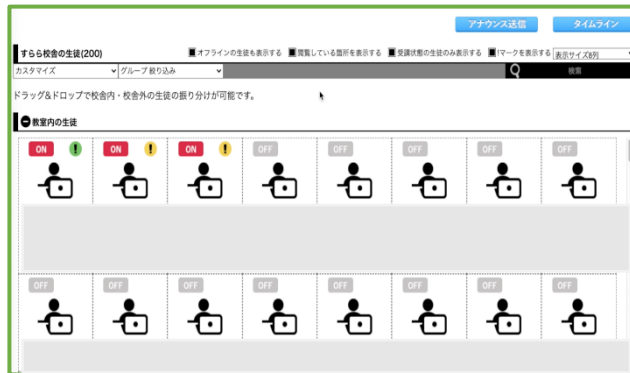 アナウンス送信 タイムライン
すらら校舎の生徒(200) オフラインの生徒も表示する 閲覧している箇所を表示する 受講状態の生徒のみ表示する !マークを表示する 表示サイズ8列
カスタマイズ グループ絞り込み 検索
ドラッグ&ドロップで校舎内・校舎外の生徒の振り分けが可能です。
教室内の生徒
ON ! ON ! ON ! OFF OFF OFF OFF OFF
OFF OFF OFF OFF OFF OFF OFF OFF